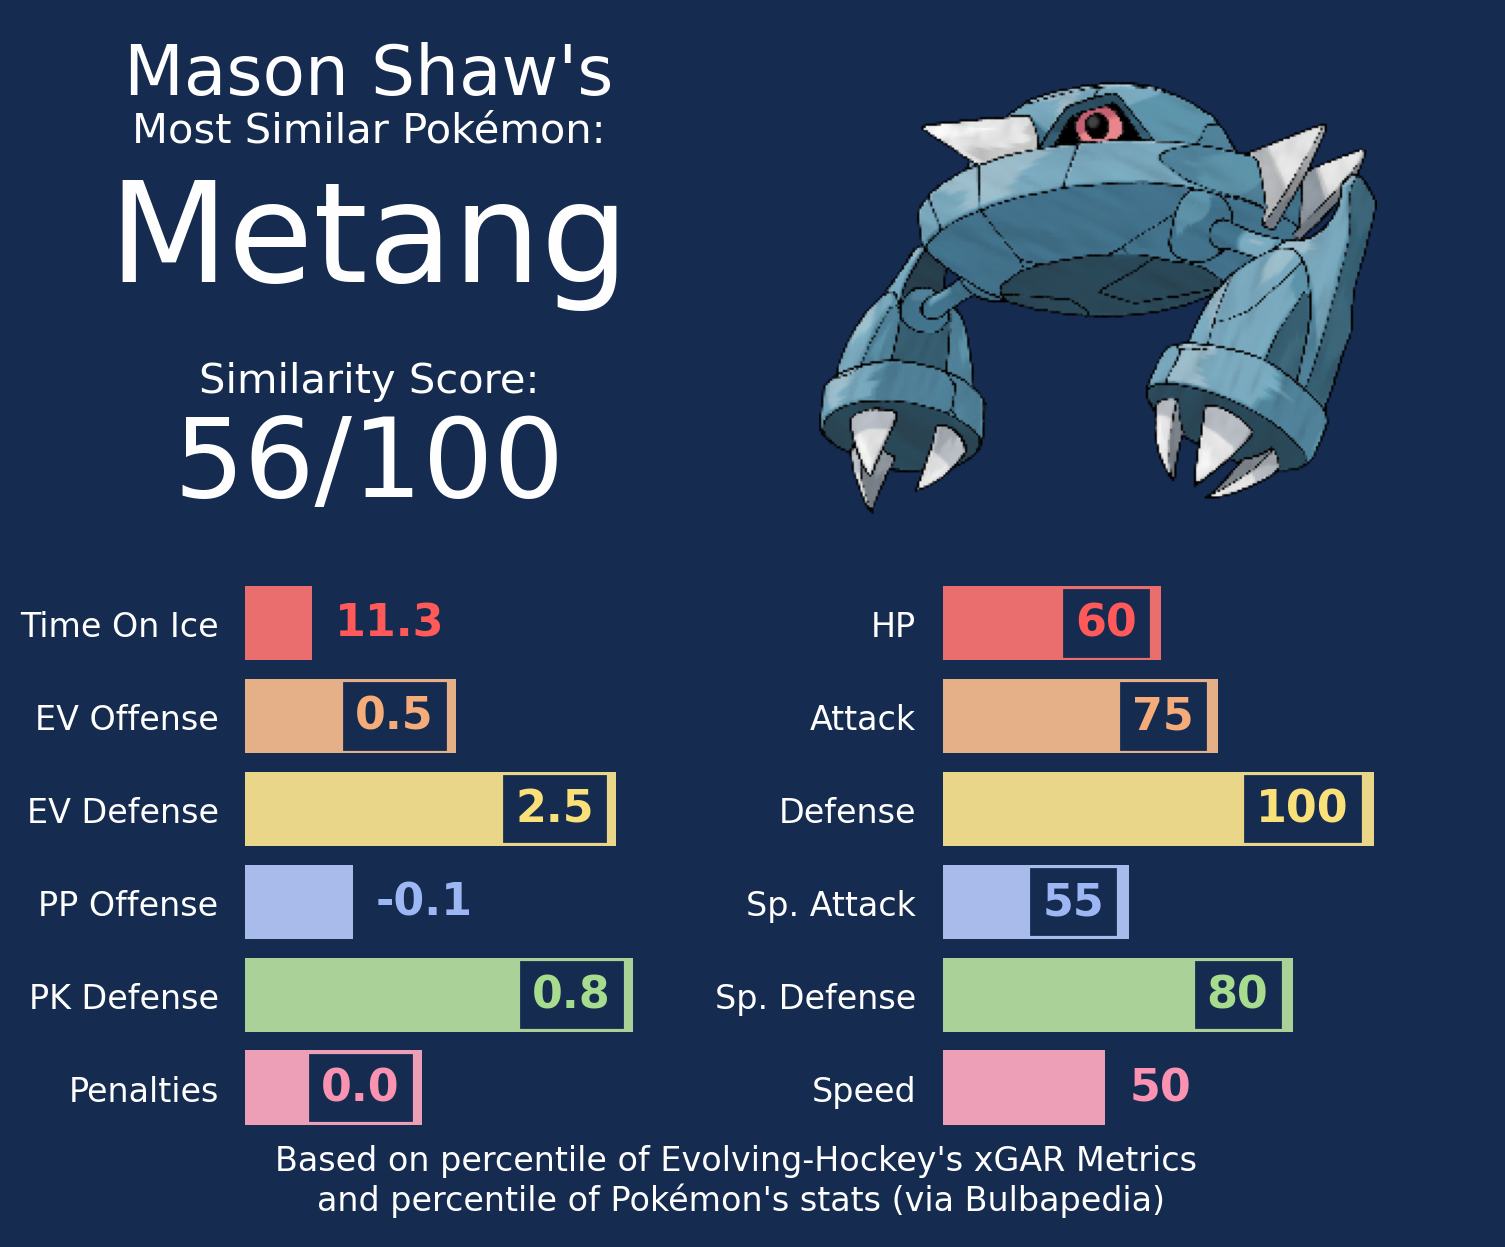 Mason Shaw's
Most Similar Pokémon:
Metang
Similarity Score:
56/100
Time On Ice 11.3
EV Offense 0.5
EV Defense 2.5
PP Offense -0.1
PK Defense 0.8
Penalties 0.0
HP 60
Attack 75
Defense 100
Sp. Attack 55
Sp. Defense 80
Speed 50
Based on percentile of Evolving-Hockey's xGAR Metrics
and percentile of Pokémon's stats (via Bulbapedia)